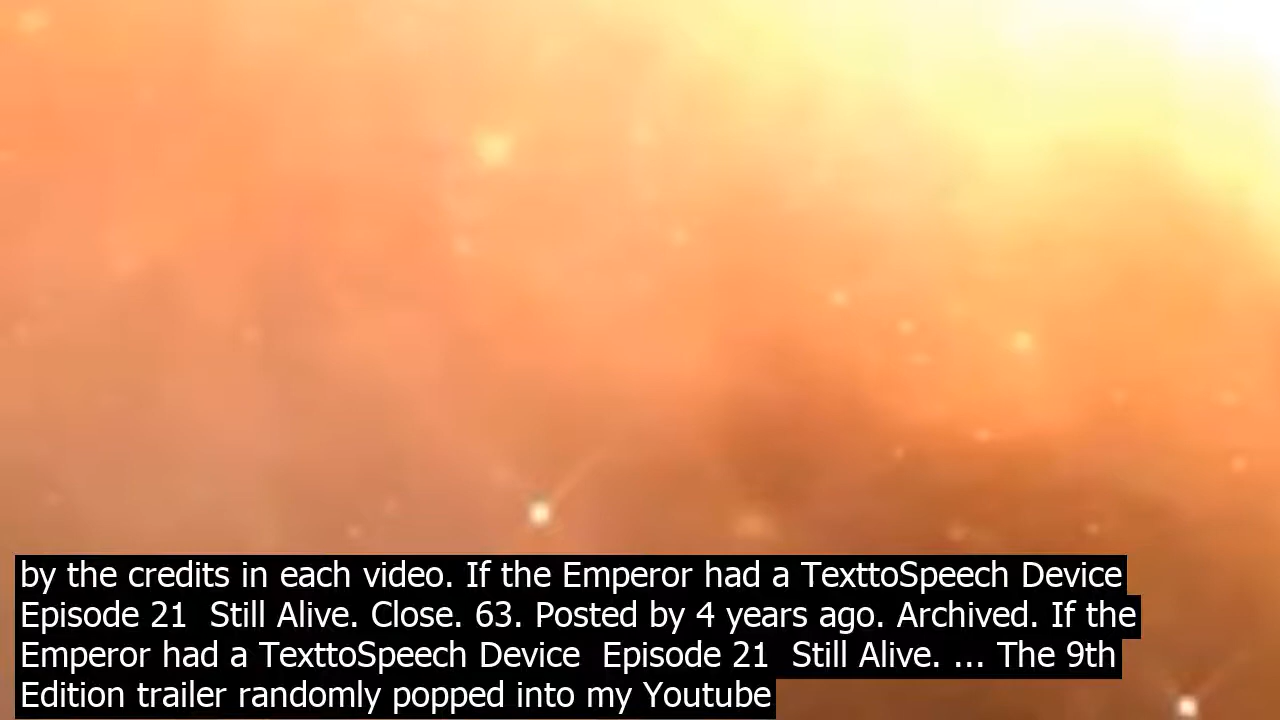 by the credits in each video. If the Emperor had a TexttoSpeech Device
Episode 21  Still Alive. Close. 63. Posted by 4 years ago. Archived. If the
Emperor had a TexttoSpeech Device  Episode 21  Still Alive. ... The 9th
Edition trailer randomly popped into my Youtube